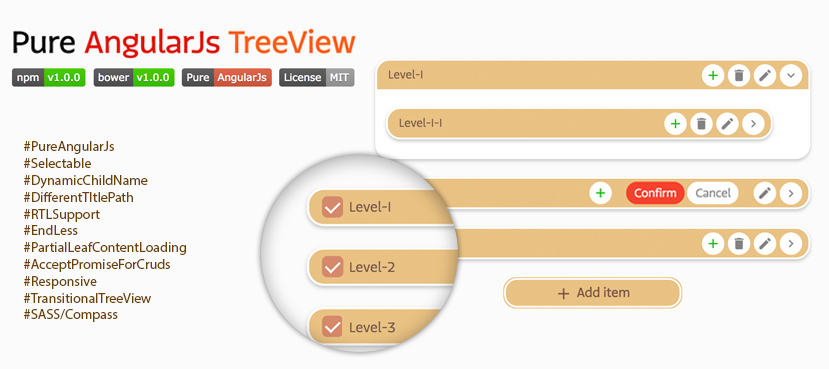 Pure AngularJs TreeView
npm v1.0.0
bower v1.0.0
Pure AngularJs
License MIT
#PureAngularJs
#Selectable
#DynamicChildName
#DifferentTItlePath
#RTLSupport
#EndLess
#PartialLeafContentLoading
#AcceptPromiseForCruds
#Responsive
#TransitionalTreeView
#SASS/Compass
Level-I
Level-I-I
Level-I
Confirm Cancel
Level-2
Level-3
Add item